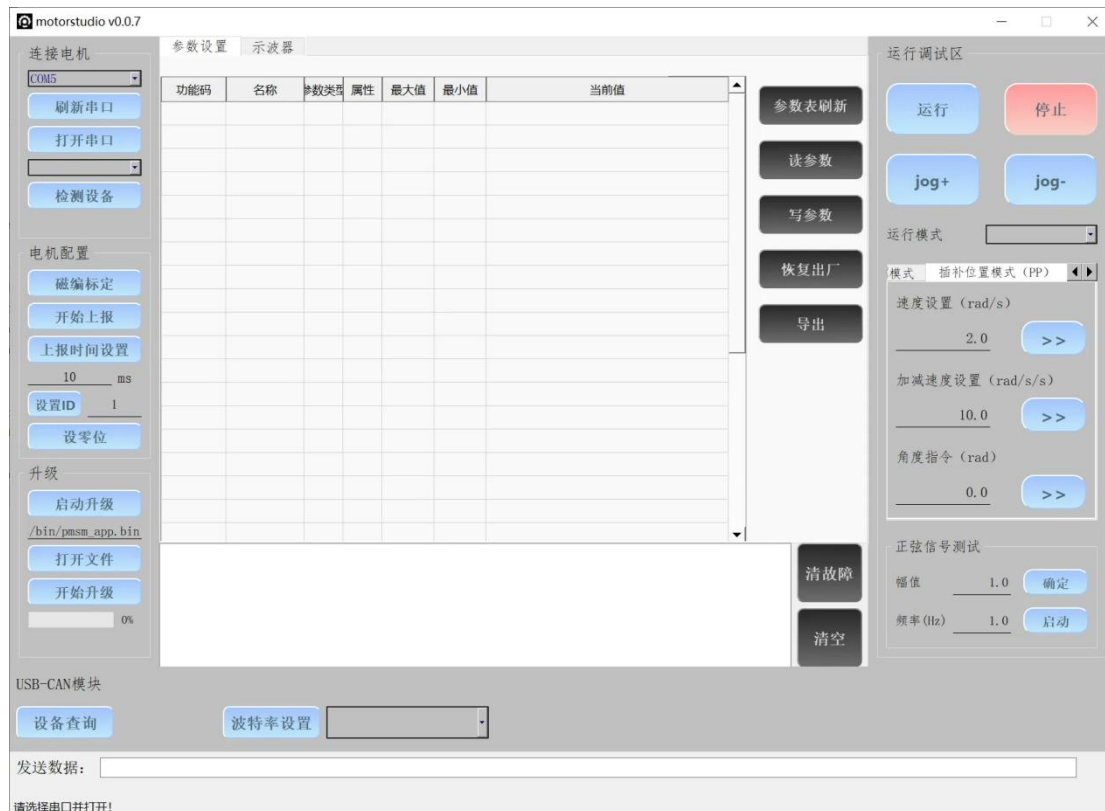 motorstudio v0.0.7
连接电机
COM5
刷新串口
打开串口
检测设备
电机配置
磁编标定
开始上报
上报时间设置
10 ms
设置ID 1
设零位
升级
启动升级
/bin/pmsm_app.bin
打开文件
开始升级
0%
参数设置 示波器
功能码 名称 参数类型 属性 最大值 最小值 当前值
参数表刷新
读参数
写参数
恢复出厂
导出
清故障
清空
运行调试区
运行 停止
jog+ jog-
运行模式
模式 插补位置模式（PP）
速度设置（rad/s）
2.0 >>
加减速度设置（rad/s/s）
10.0 >>
角度指令（rad）
0.0 >>
正弦信号测试
幅值 1.0 确定
频率(Hz) 1.0 启动
USB-CAN模块
设备查询 波特率设置
发送数据：
请选择串口并打开!